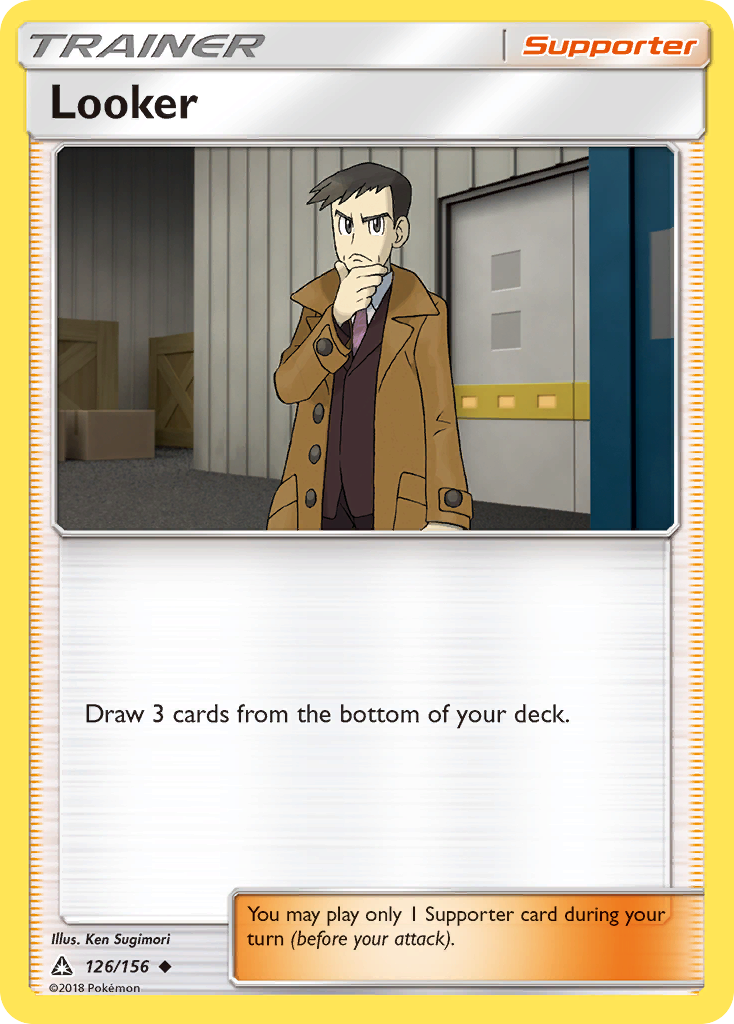 TRAINER
Supporter
Looker
Draw 3 cards from the bottom of your deck.
You may play only 1 Supporter card during your
turn (before your attack).
Illus. Ken Sugimori
126/156
©2018 Pokémon